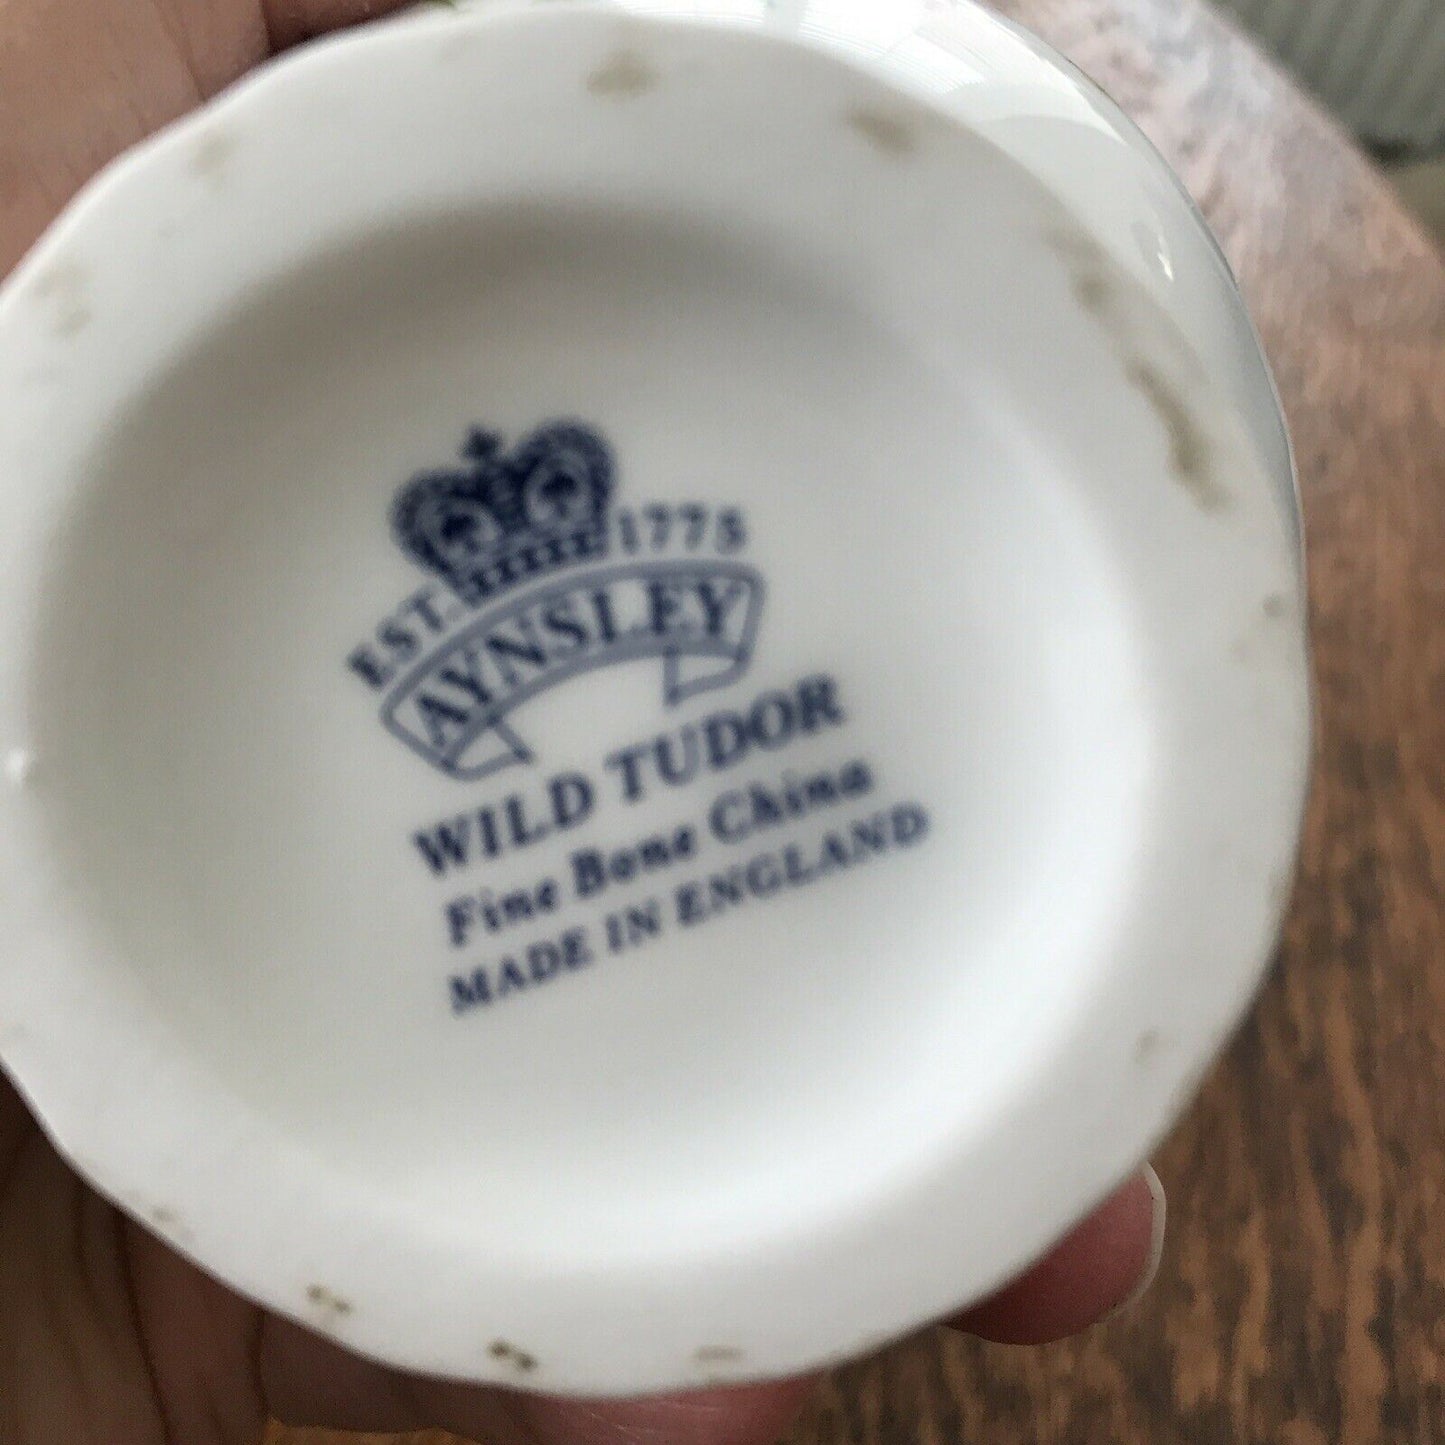 EST. 1775
AYNSLEY
WILD TUDOR
Fine Bone China
MADE IN ENGLAND